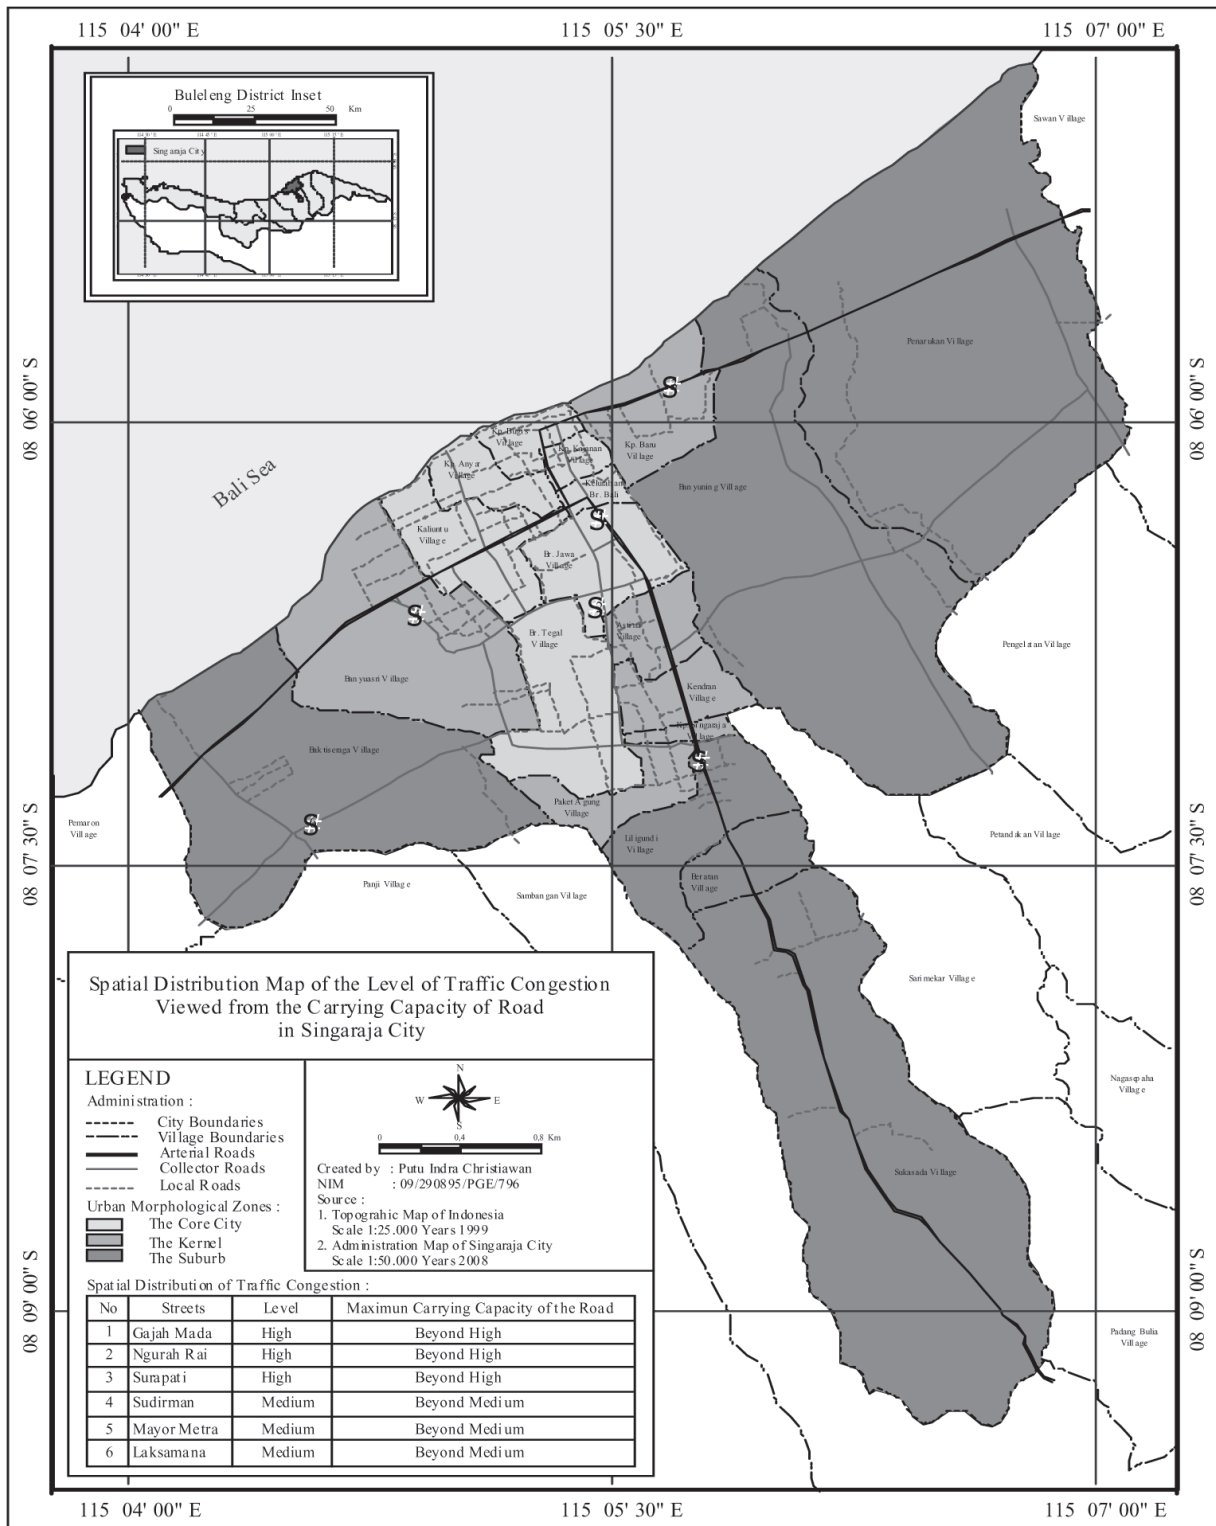 115 04' 00" E
115 05' 30" E
115 07' 00" E
Buleleng District Inset
0 25 50 Km
Singaraja City
Sawan Village
08 06' 00" S
08 06' 00" S
Penarukan Village
Bali Sea
Kp. Bugis
Village
Kp. Kajanan
Village
Kp. Baru
Village
Kp. Anyar
Village
Kelurahan
Br. Bali
Banyuning Village
Kaliuntu
Village
Br. Jawa
Village
S
S
S
S
S
S
Br. Tegal
Village
Astina
Village
Pengelatan Village
Banyuasri Village
Kendran
Village
Kp. Singaraja
Village
Baktiseraga Village
Paket Agung
Village
Pemaron
Village
Liligundi
Village
Petandakan Village
08 07' 30" S
08 07' 30" S
Panji Village
Sambangan Village
Beratan
Village
Sarimekar Village
Nagasepaha
Village
Sukasada Village
Padang Bulia
Village
08 09' 00" S
08 09' 00" S
Spatial Distribution Map of the Level of Traffic Congestion
Viewed from the Carrying Capacity of Road
in Singaraja City
LEGEND
Administration :
City Boundaries
Village Boundaries
Arterial Roads
Collector Roads
Local Roads
Urban Morphological Zones :
The Core City
The Kernel
The Suburb
N
W E
S
0 0,4 0,8 Km
Created by : Putu Indra Christiawan
NIM : 09/290895/PGE/796
Source :
1. Topograhic Map of Indonesia
Scale 1:25.000 Years 1999
2. Administration Map of Singaraja City
Scale 1:50.000 Years 2008
Spatial Distribution of Traffic Congestion :
No Streets Level Maximun Carrying Capacity of the Road
1 Gajah Mada High Beyond High
2 Ngurah Rai High Beyond High
3 Surapati High Beyond High
4 Sudirman Medium Beyond Medium
5 Mayor Metra Medium Beyond Medium
6 Laksamana Medium Beyond Medium
115 04' 00" E
115 05' 30" E
115 07' 00" E